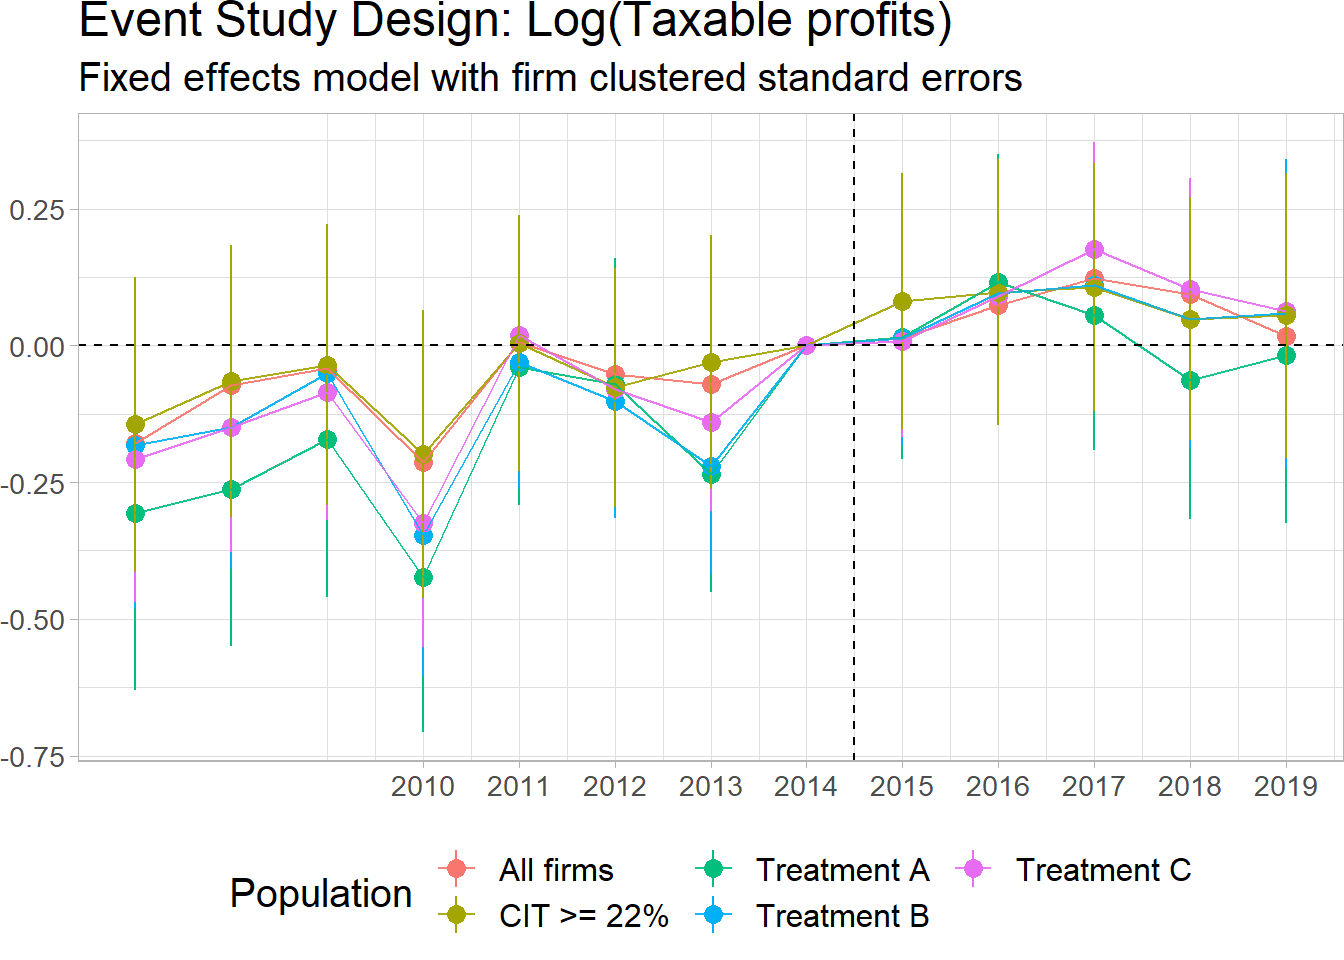 Event Study Design: Log(Taxable profits)
Fixed effects model with firm clustered standard errors
0.25
0.00
-0.25
-0.50
-0.75
2010 2011 2012 2013 2014 2015 2016 2017 2018 2019
Population
All firms
Treatment A
Treatment C
CIT >= 22%
Treatment B